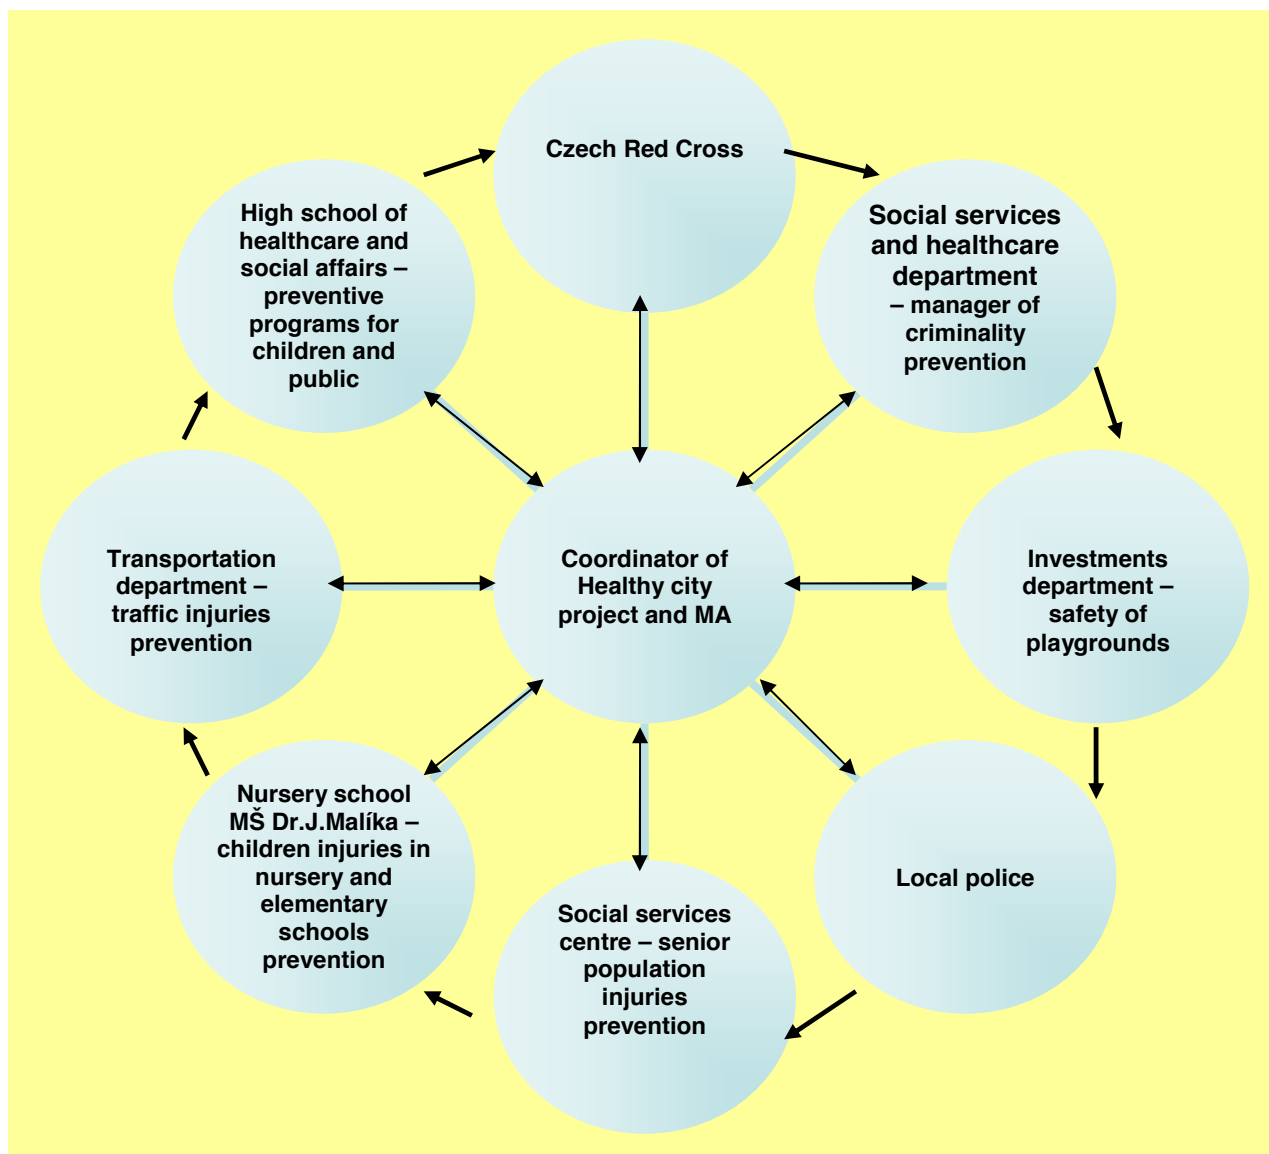 Czech Red Cross
High school of
healthcare and
social affairs –
preventive
programs for
children and
public
Social services
and healthcare
department
– manager of
criminality
prevention
Transportation
department –
traffic injuries
prevention
Coordinator of
Healthy city
project and MA
Investments
department –
safety of
playgrounds
Nursery school
MŠ Dr.J.Malíka –
children injuries in
nursery and
elementary
schools
prevention
Social services
centre – senior
population
injuries
prevention
Local police